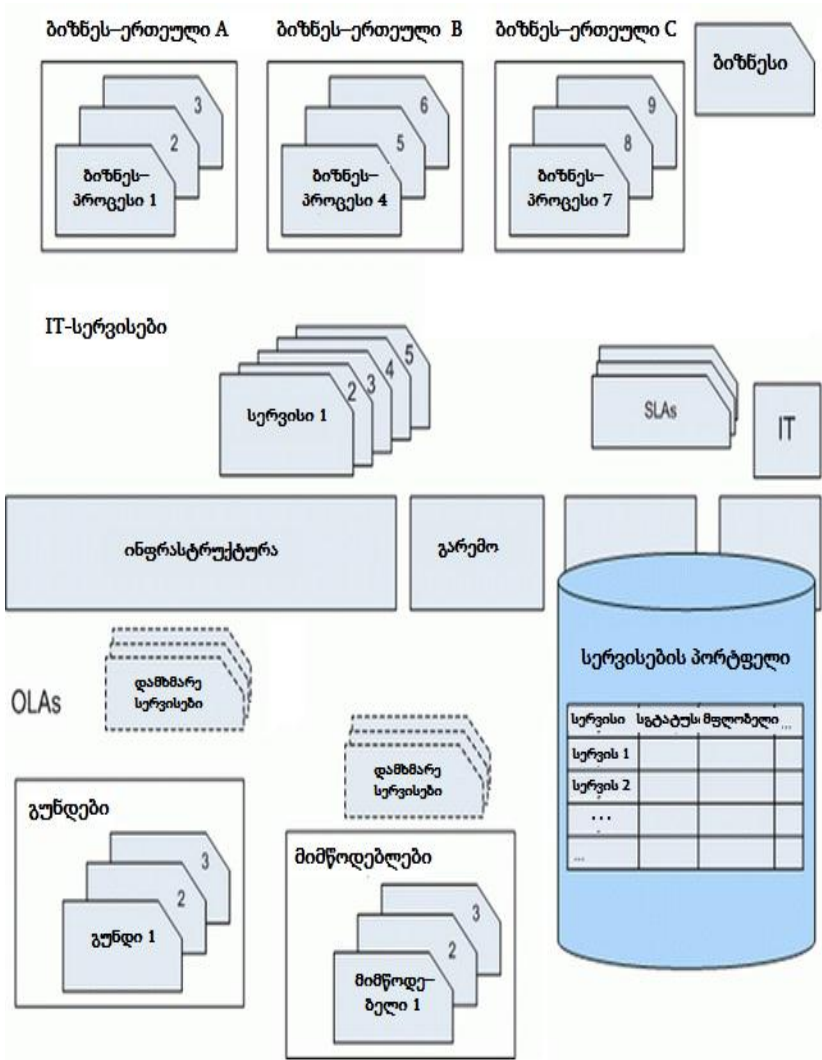 ბიზნეს–ერთეული A
ბიზნეს–ერთეული B
ბიზნეს–ერთეული C
ბიზნესი
3
2
ბიზნეს–
პროცესი 1
6
5
ბიზნეს–
პროცესი 4
9
8
ბიზნეს–
პროცესი 7
IT-სერვისები
5
4
3
2
სერვისი 1
SLAs
IT
ინფრასტრუქტურა
გარემო
სერვისების პორტფელი
სერვისი სგტატუსი მფლობელი ...
სერვის 1
სერვის 2
...
...
OLAs
დამხმარე
სერვისები
დამხმარე
სერვისები
გუნდები
3
2
გუნდი 1
მიმწოდებლები
3
2
მიმწოდე–
ბელი 1